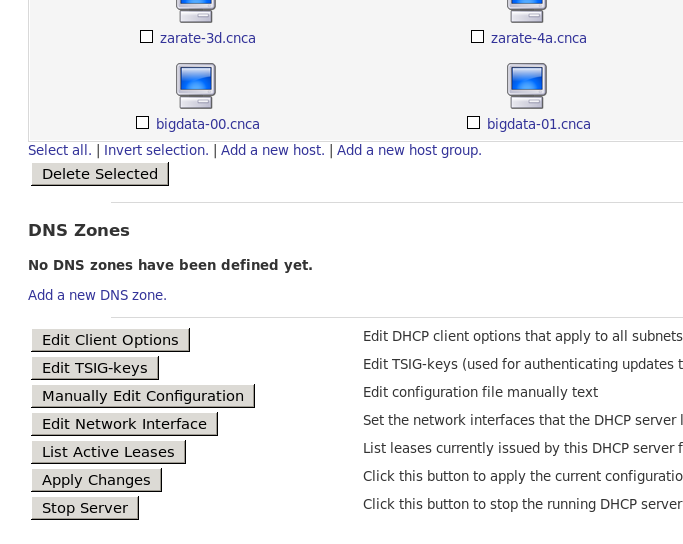 zarate-3d.cnca zarate-4a.cnca
bigdata-00.cnca bigdata-01.cnca
Select all. | Invert selection. | Add a new host. | Add a new host group.
Delete Selected
DNS Zones
No DNS zones have been defined yet.
Add a new DNS zone.
Edit Client Options Edit DHCP client options that apply to all subnets
Edit TSIG-keys Edit TSIG-keys (used for authenticating updates t
Manually Edit Configuration Edit configuration file manually text
Edit Network Interface Set the network interfaces that the DHCP server l
List Active Leases List leases currently issued by this DHCP server f
Apply Changes Click this button to apply the current configuratio
Stop Server Click this button to stop the running DHCP server